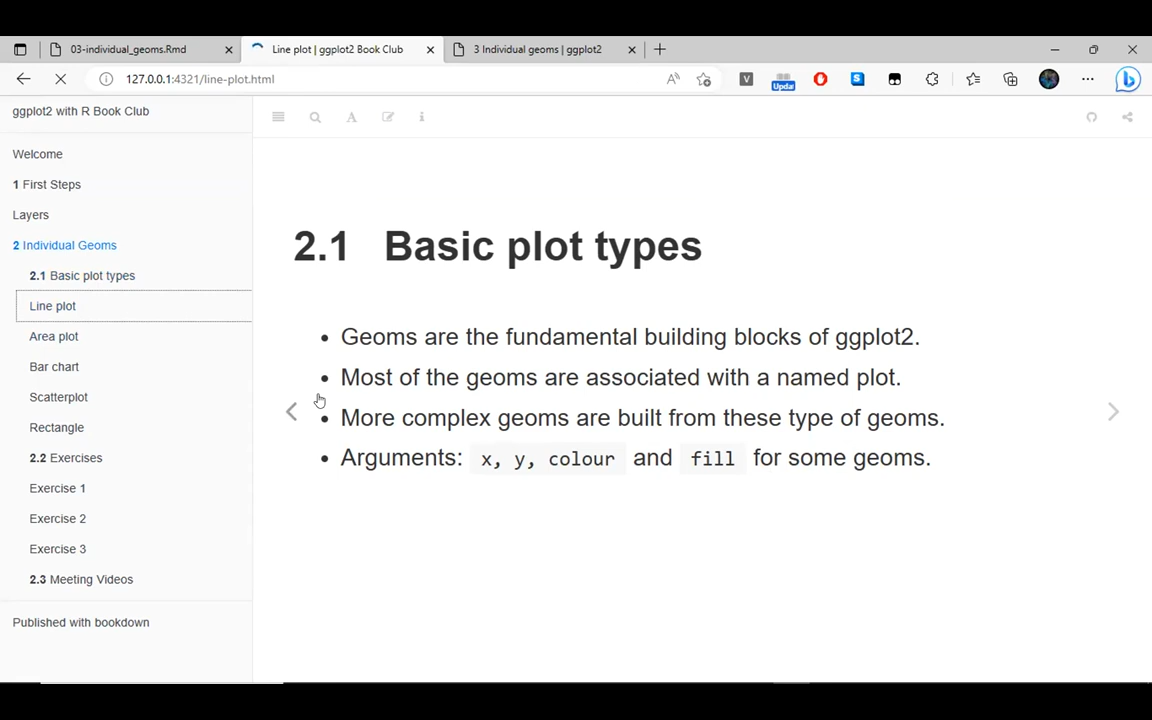 03-individual_geoms.Rmd
Line plot | ggplot2 Book Club
3 Individual geoms | ggplot2
127.0.0.1:4321/line-plot.html
V
Upda
S
ggplot2 with R Book Club
Welcome
1 First Steps
Layers
2 Individual Geoms
2.1 Basic plot types
Line plot
Area plot
Bar chart
Scatterplot
Rectangle
2.2 Exercises
Exercise 1
Exercise 2
Exercise 3
2.3 Meeting Videos
Published with bookdown
2.1 Basic plot types
• Geoms are the fundamental building blocks of ggplot2.
• Most of the geoms are associated with a named plot.
• More complex geoms are built from these type of geoms.
• Arguments: x, y, colour and fill for some geoms.